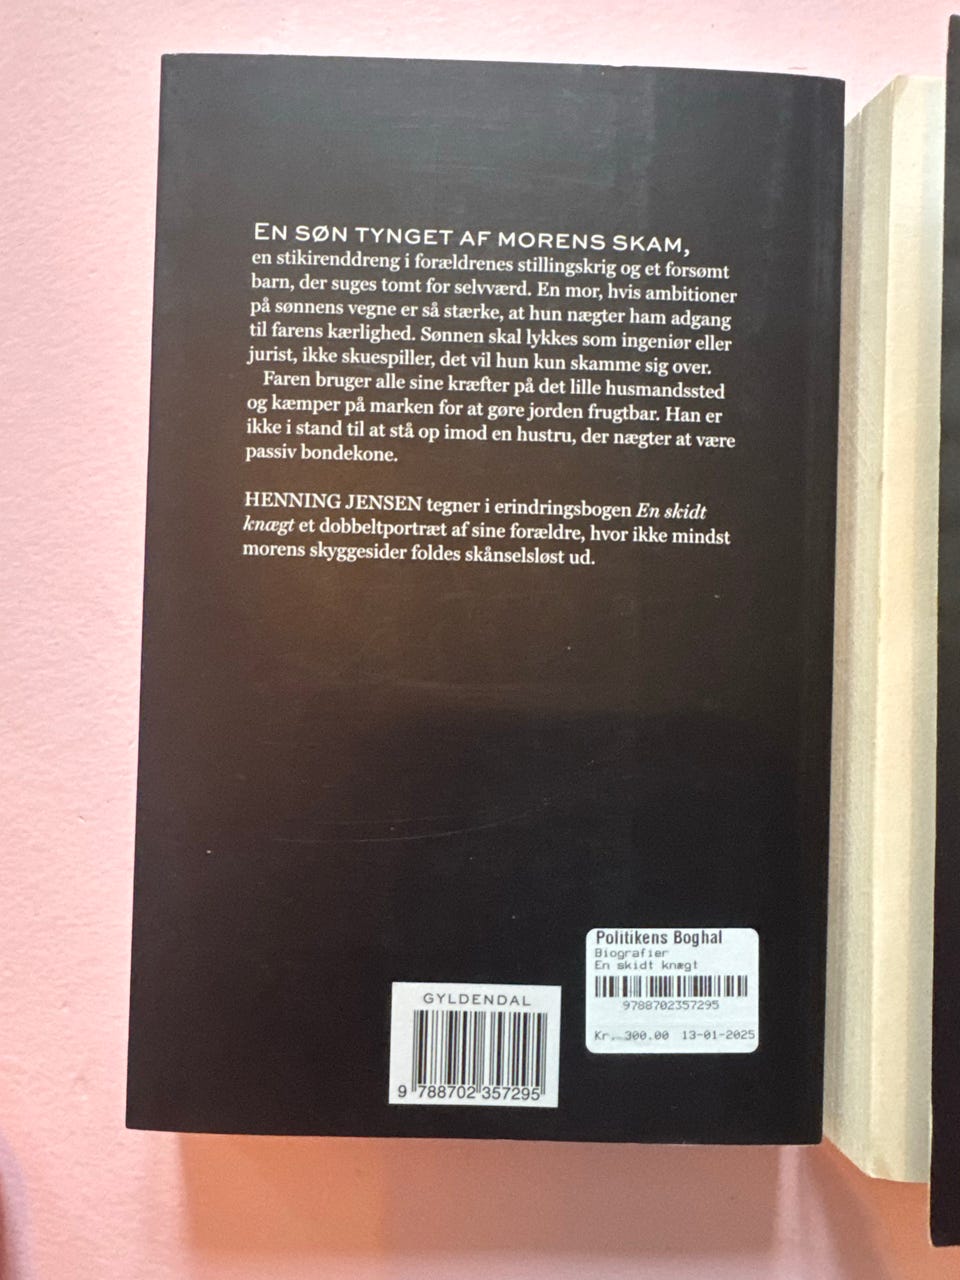 EN SØN TYNGET AF MORENS SKAM,
en stikirenddreng i forældrenes stillingskrig og et forsømt
barn, der suges tomt for selvværd. En mor, hvis ambitioner
på sønnens vegne er så stærke, at hun nægter ham adgang
til farens kærlighed. Sønnen skal lykkes som ingeniør eller
jurist, ikke skuespiller, det vil hun kun skamme sig over.
Faren bruger alle sine kræfter på det lille husmandssted
og kæmper på marken for at gøre jorden frugtbar. Han er
ikke i stand til at stå op imod en hustru, der nægter at være
passiv bondekone.
HENNING JENSEN tegner i erindringsbogen En skidt
knægt et dobbeltportræt af sine forældre, hvor ikke mindst
morens skyggesider foldes skånselsløst ud.
Politikens Boghal
Biografier
En skidt knægt
9788702357295
Kr. 300.00 13-01-2025
GYLDENDAL
9 788702 357295